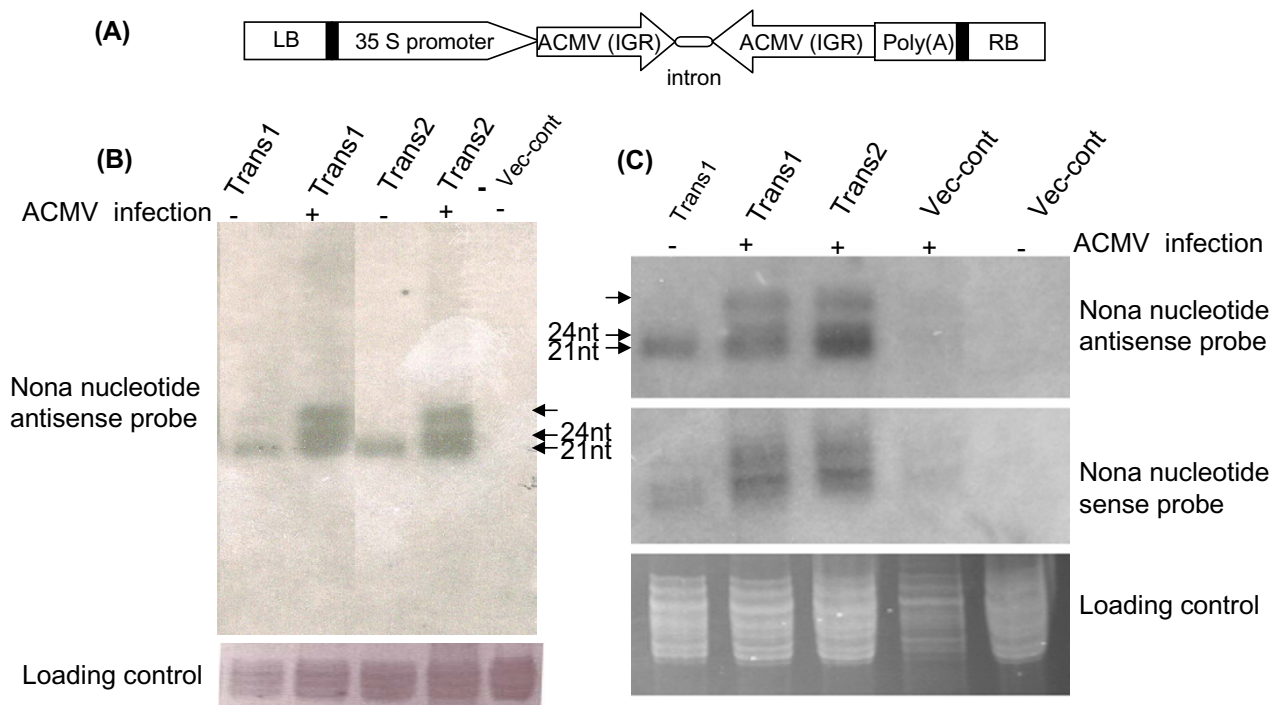 (A)
LB
35 S promoter
ACMV (IGR)
intron
ACMV (IGR)
Poly(A)
RB
(B)
Trans1
Trans1
Trans2
Trans2
- Vec-cont
ACMV infection
- + - + -
Nona nucleotide
antisense probe
24nt
21nt
Loading control
(C)
Trans1
Trans1
Trans2
Vec-cont
Vec-cont
- + + + -
ACMV infection
24nt
21nt
Nona nucleotide
antisense probe
Nona nucleotide
sense probe
Loading control